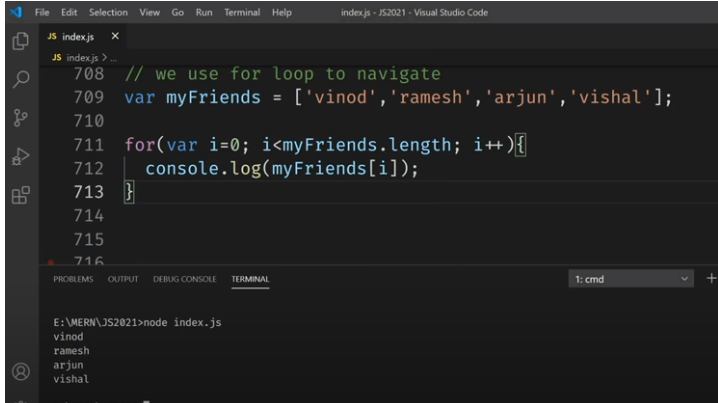 File Edit Selection View Go Run Terminal Help index.js - JS2021 - Visual Studio Code
JS index.js ×
JS index.js > ...
708 // we use for loop to navigate
709 var myFriends = ['vinod','ramesh','arjun','vishal'];
710
711 for(var i=0; i<myFriends.length; i++){
712 console.log(myFriends[i]);
713 }
714
715
716
PROBLEMS OUTPUT DEBUG CONSOLE TERMINAL 1: cmd
E:\MERN\JS2021>node index.js
vinod
ramesh
arjun
vishal